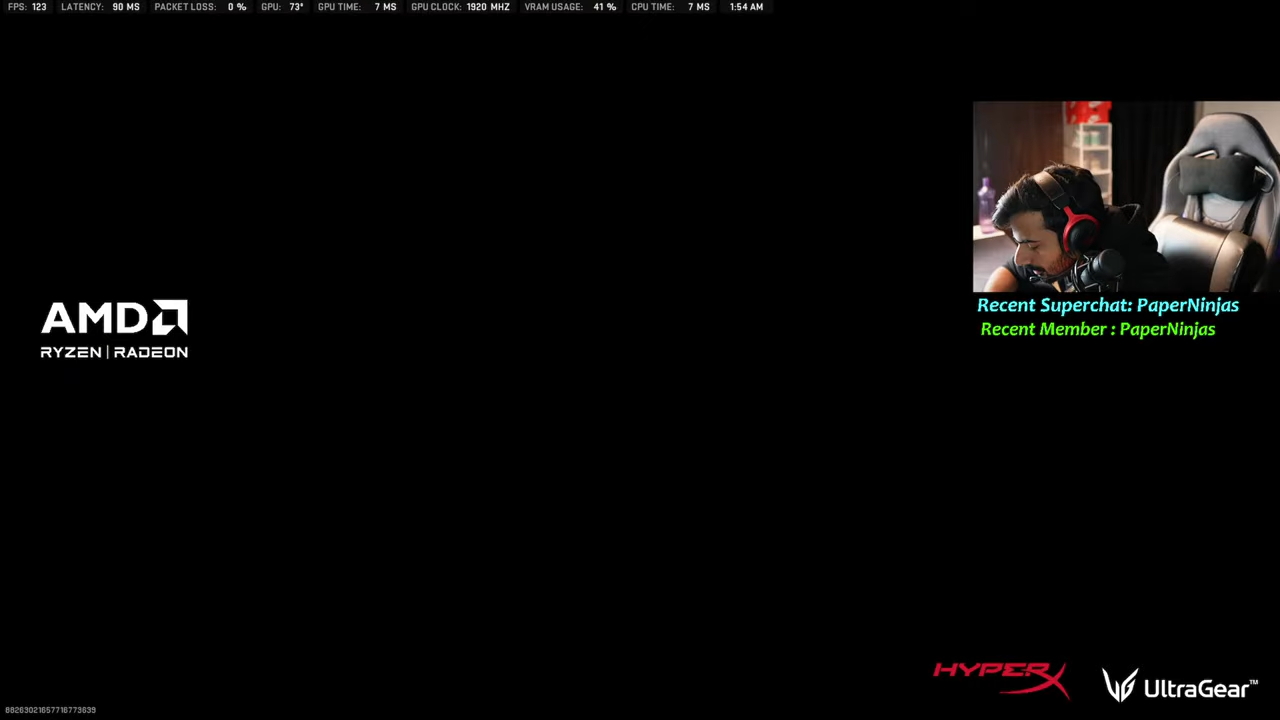 FPS: 123 LATENCY: 90 MS PACKET LOSS: 0 % GPU: 73° GPU TIME: 7 MS GPU CLOCK: 1920 MHZ VRAM USAGE: 41 % CPU TIME: 7 MS 1:54 AM
Recent Superchat: PaperNinjas
Recent Member : PaperNinjas
AMD
RYZEN | RADEON
HYPERX
UltraGear™
88263021657716773639